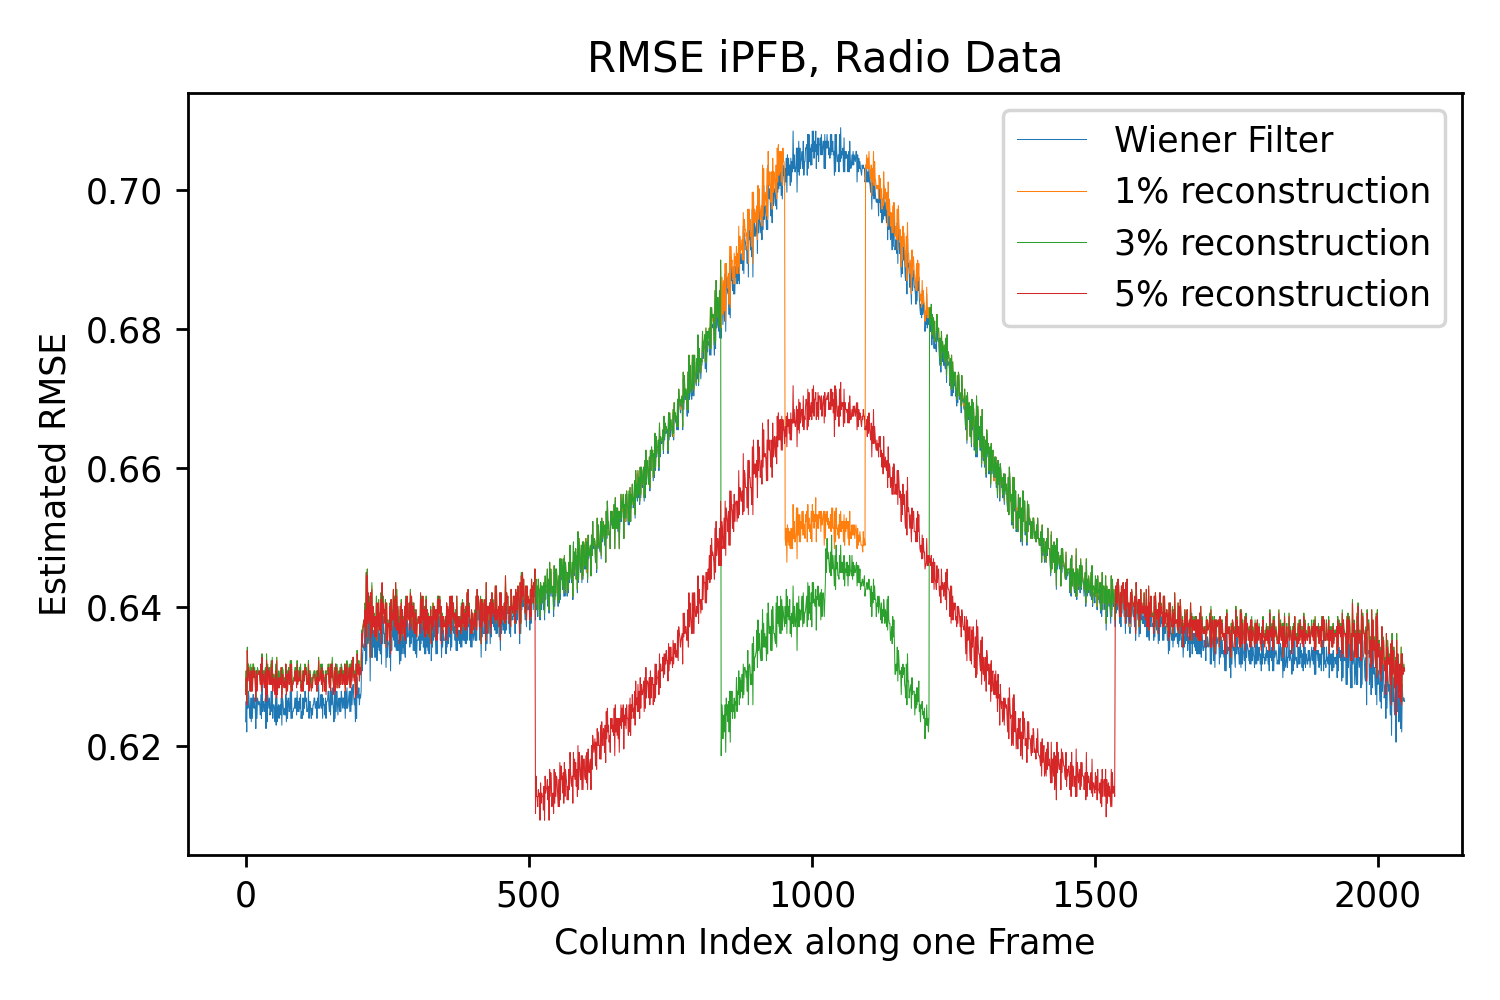 RMSE iPFB, Radio Data
Wiener Filter
1% reconstruction
3% reconstruction
5% reconstruction
Estimated RMSE
0.70
0.68
0.66
0.64
0.62
0
500
1000
1500
2000
Column Index along one Frame